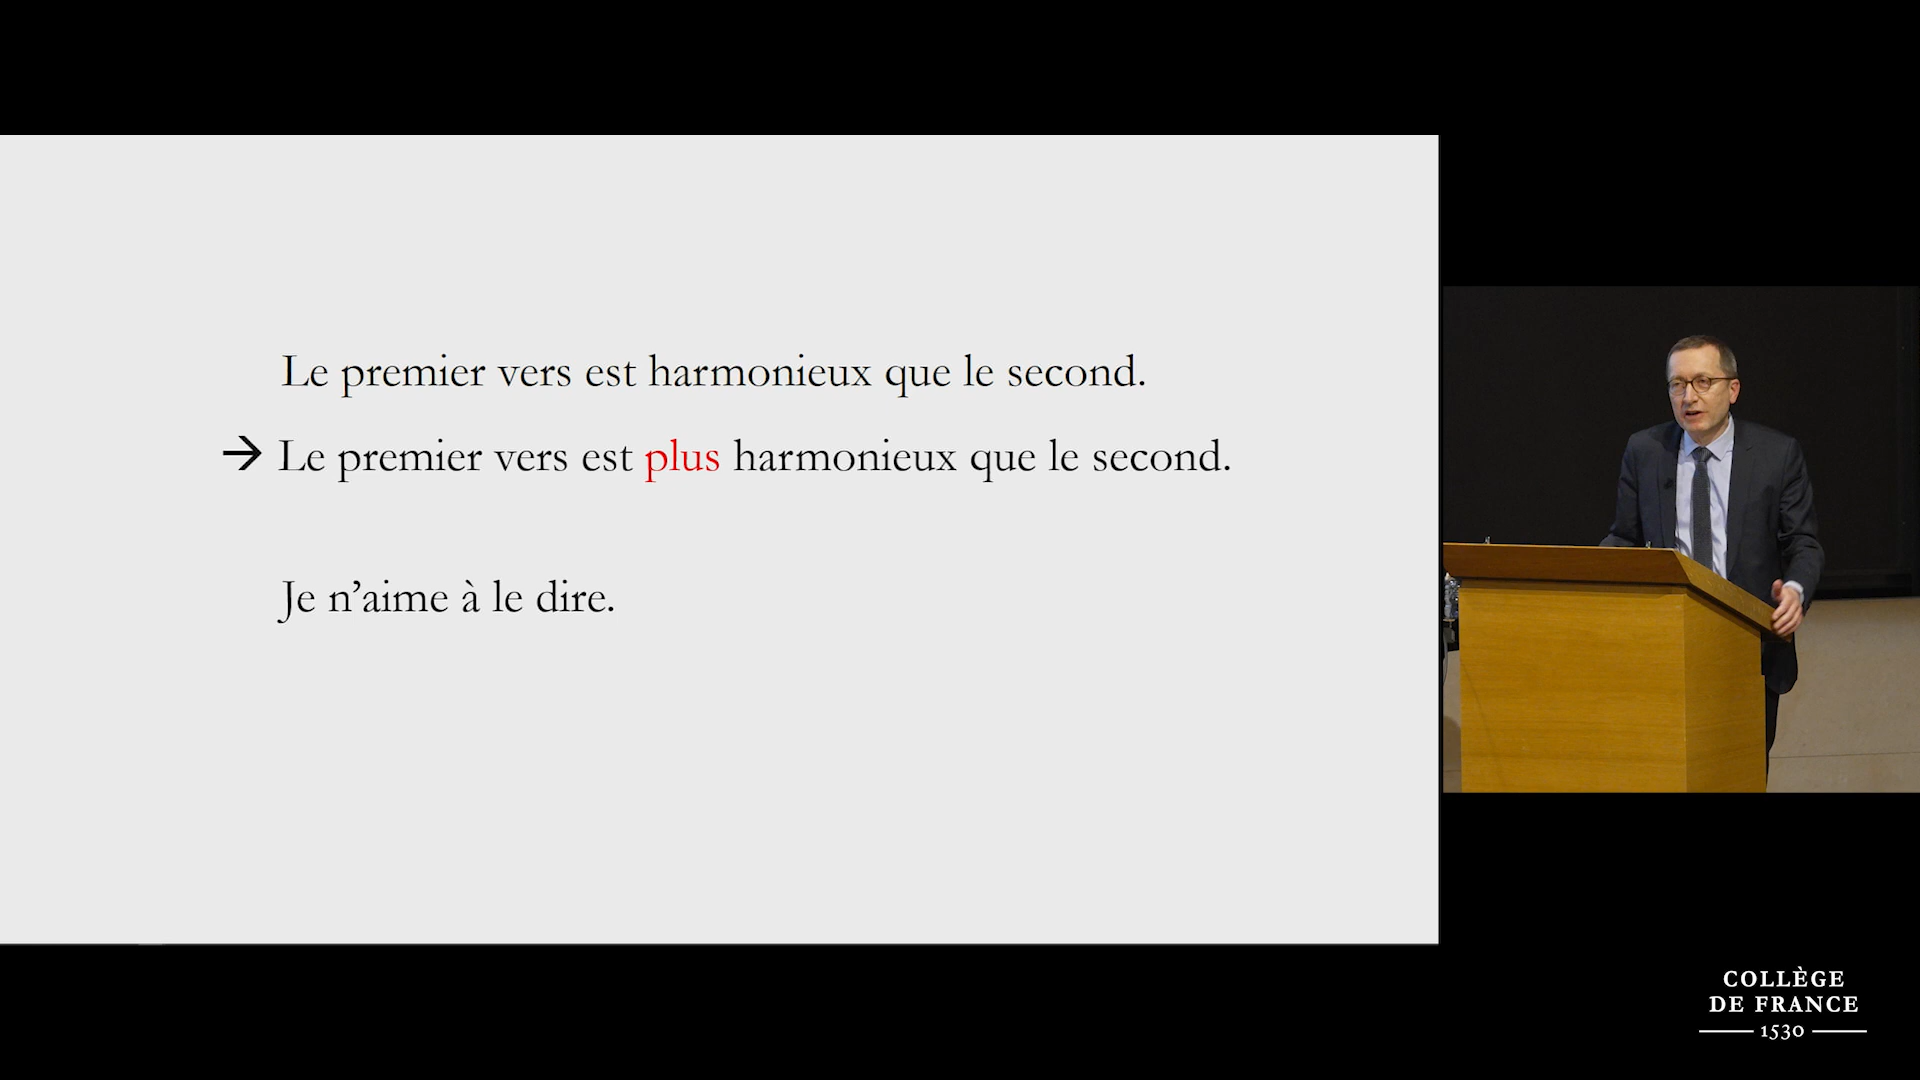 Le premier vers est harmonieux que le second.
→ Le premier vers est plus harmonieux que le second.
Je n’aime à le dire.
COLLÈGE
DE FRANCE
1530